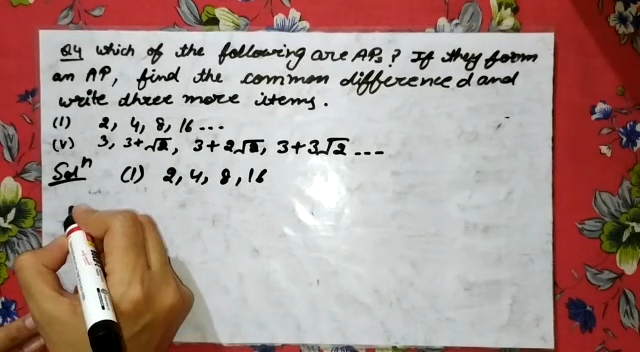 Q4 which of the following are APs? If they form
an AP, find the common difference d and
write three more items.
(1) 2, 4, 8, 16 ...
(V) 3, 3+√2, 3+2√2, 3+3√2 ...
Solⁿ (1) 2, 4, 8, 16